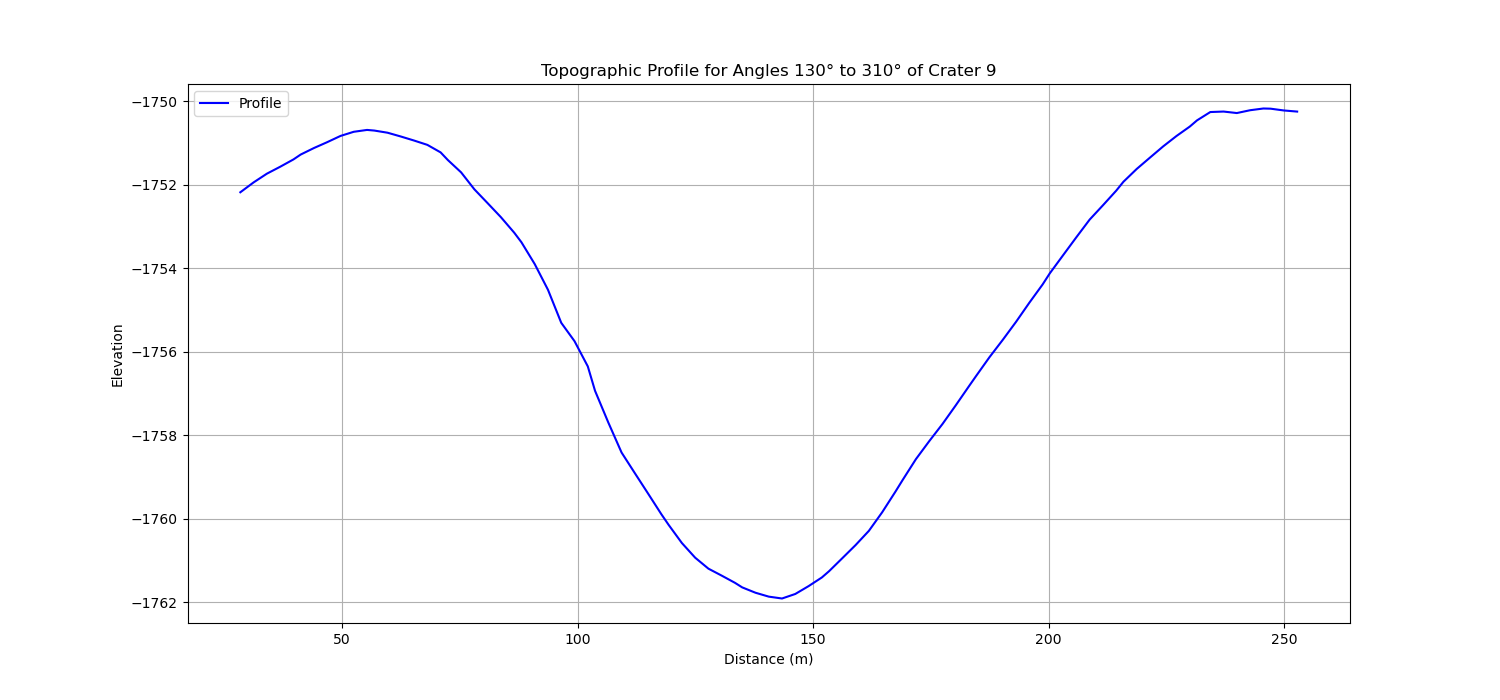 Topographic Profile for Angles 130° to 310° of Crater 9
Profile
−1750
−1752
−1754
−1756
−1758
−1760
−1762
Elevation
50 100 150 200 250
Distance (m)